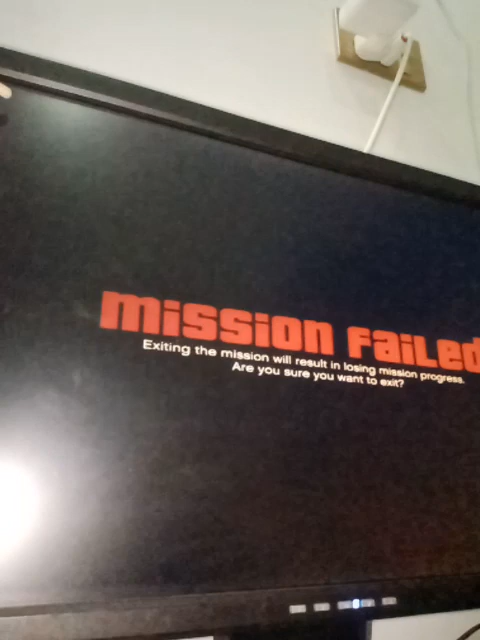 mission failed
Exiting the mission will result in losing mission progress.
Are you sure you want to exit?